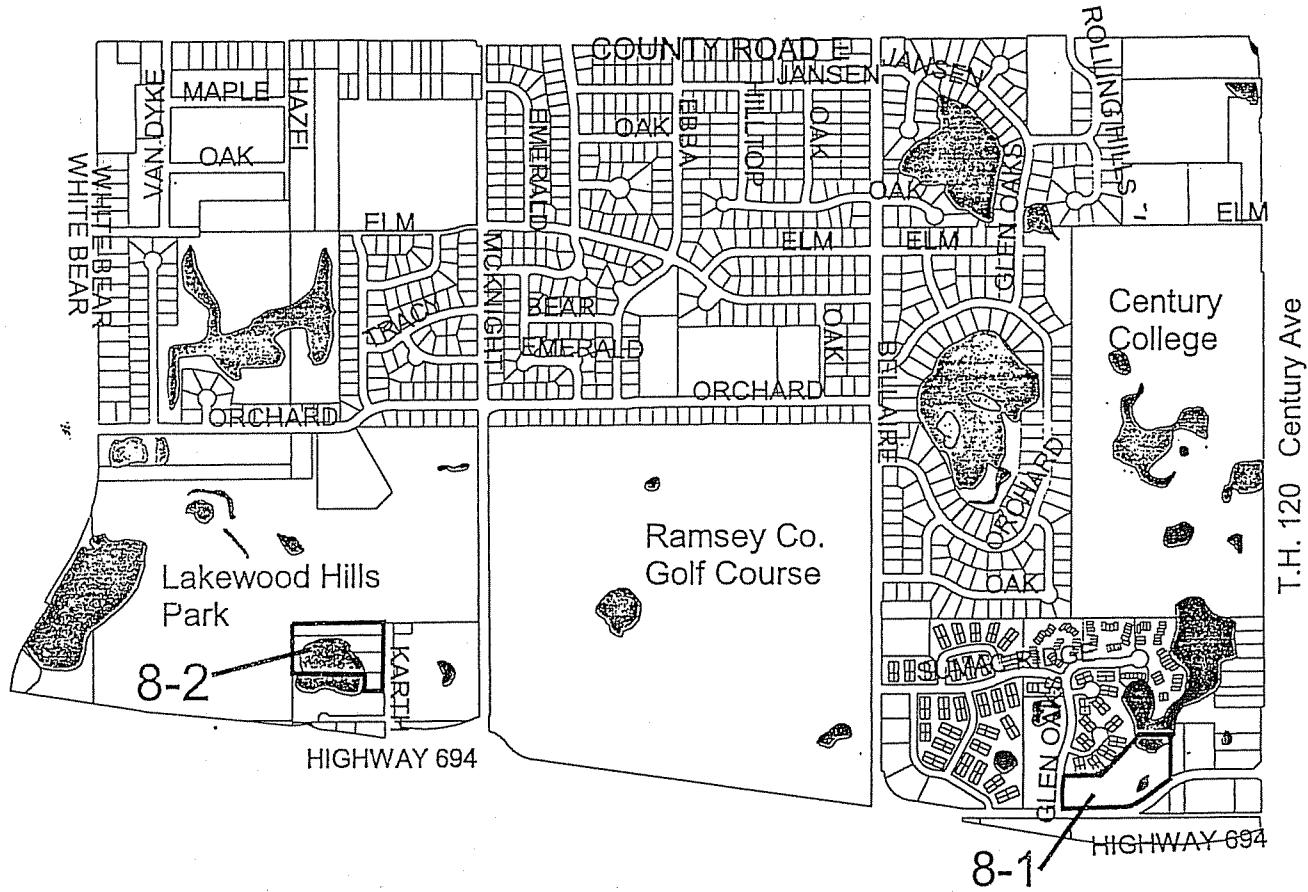 COUNTY ROAD E
ROLLING HILLS
JANSEN
JANSEN
VAN DYKE
MAPLE
HAZEL
OAK
EMERALD
OAK
EBBA
HILLTOP
OAK
OAK
WHITE BEAR
WHITE BEAR
ELM
ELM
ELM
ELM
GLEN OAKS
MCKNIGHT
TRACY
BEAR
EMERALD
OAK
BELLAIRE
ORCHARD
ORCHARD
ORCHARD
Century
College
T.H. 120 Century Ave
Lakewood Hills
Park
Ramsey Co.
Golf Course
OAK
8-2
KARTH
GLEN OAKS
HIGHWAY 694
HIGHWAY 694
8-1